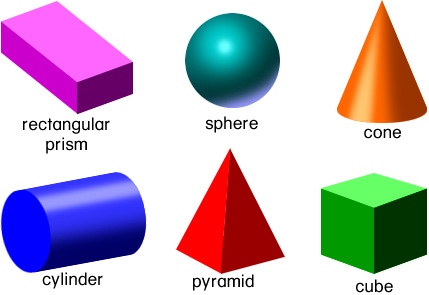 rectangular
prism
sphere
cone
cylinder
pyramid
cube